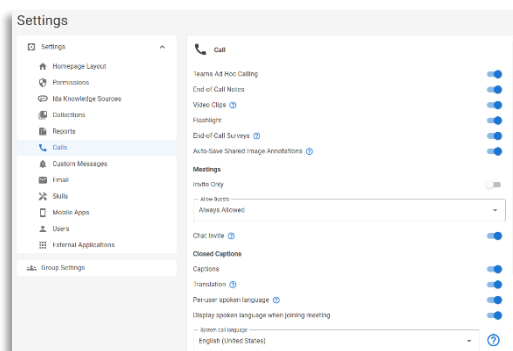 Settings
Settings
Homepage Layout
Permissions
Ida Knowledge Sources
Collections
Reports
Calls
Custom Messages
Email
Skills
Mobile Apps
Users
External Applications
Group Settings
Call
Teams Ad Hoc Calling
End of Call Notes
Video Clips
Flashlight
End-of-Call Surveys
Auto-Save Shared Image Annotations
Meetings
Invite Only
Allow Guests
Always Allowed
Chat Invite
Closed Captions
Captions
Translation
Per-user spoken language
Display spoken language when joining meeting
System call language
English (United States)